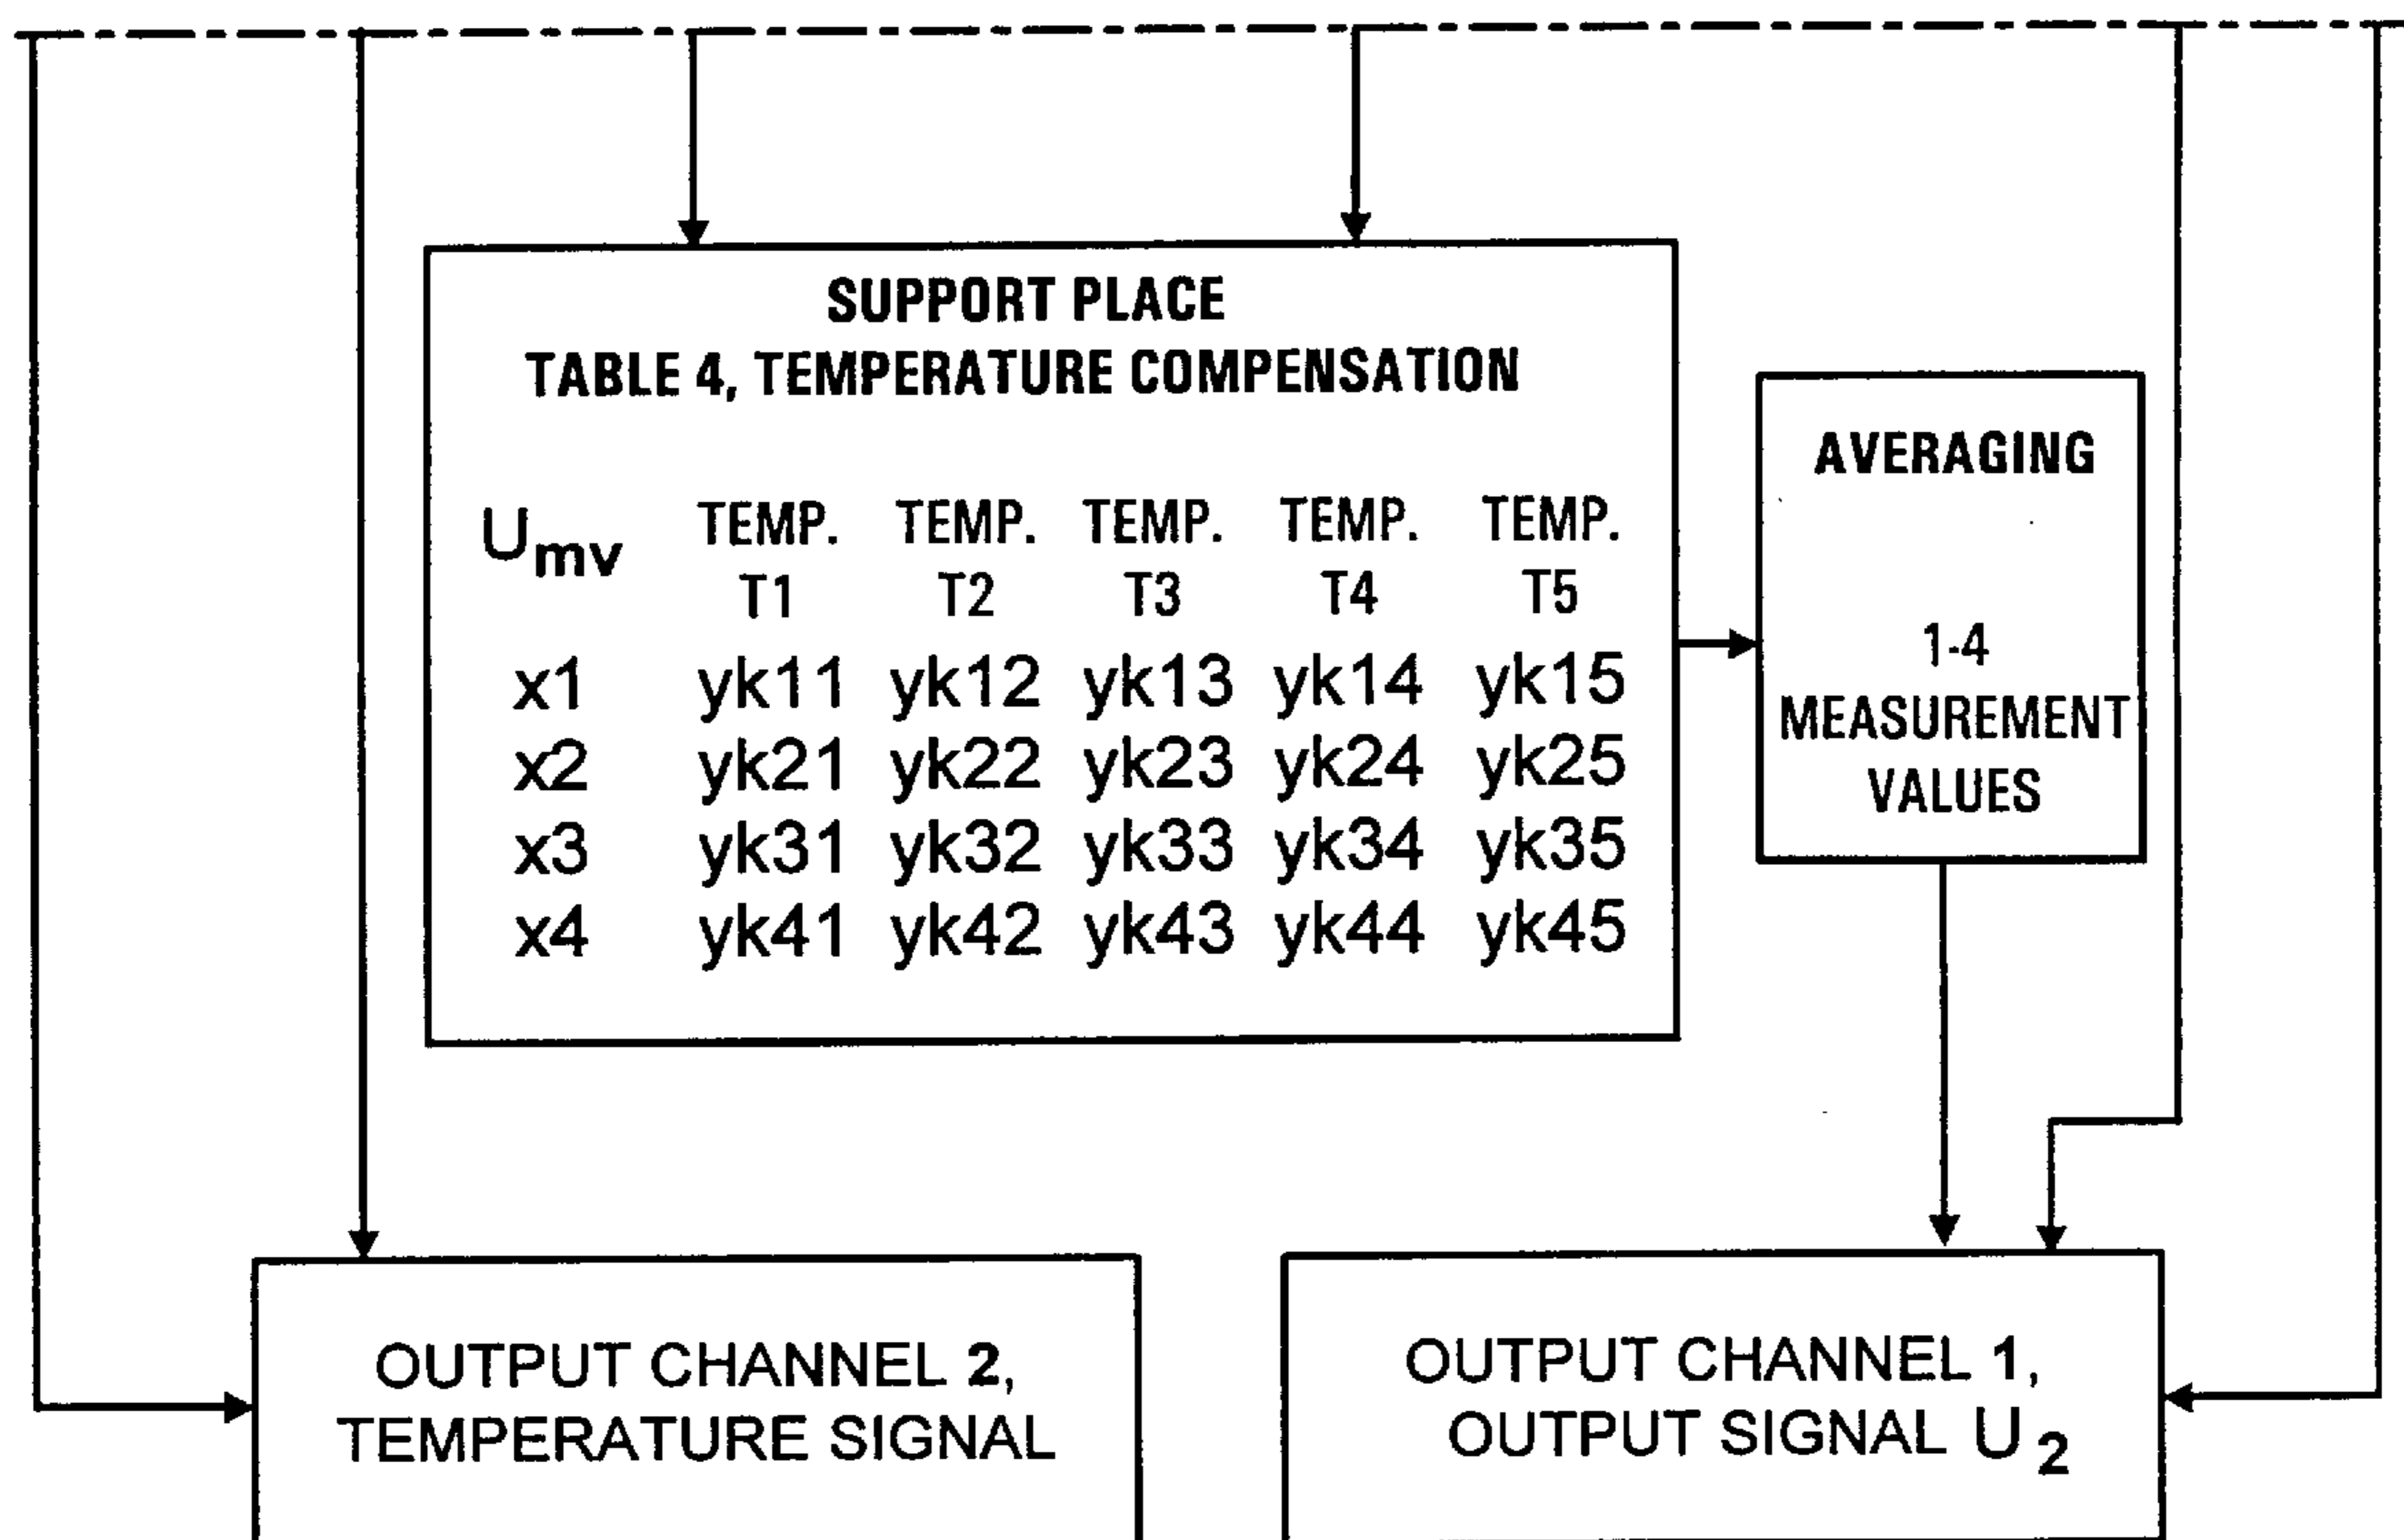 SUPPORT PLACE
TABLE 4, TEMPERATURE COMPENSATION
Umv TEMP. T1 TEMP. T2 TEMP. T3 TEMP. T4 TEMP. T5
x1 yk11 yk12 yk13 yk14 yk15
x2 yk21 yk22 yk23 yk24 yk25
x3 yk31 yk32 yk33 yk34 yk35
x4 yk41 yk42 yk43 yk44 yk45
AVERAGING
1-4
MEASUREMENT
VALUES
OUTPUT CHANNEL 2,
TEMPERATURE SIGNAL
OUTPUT CHANNEL 1,
OUTPUT SIGNAL U2